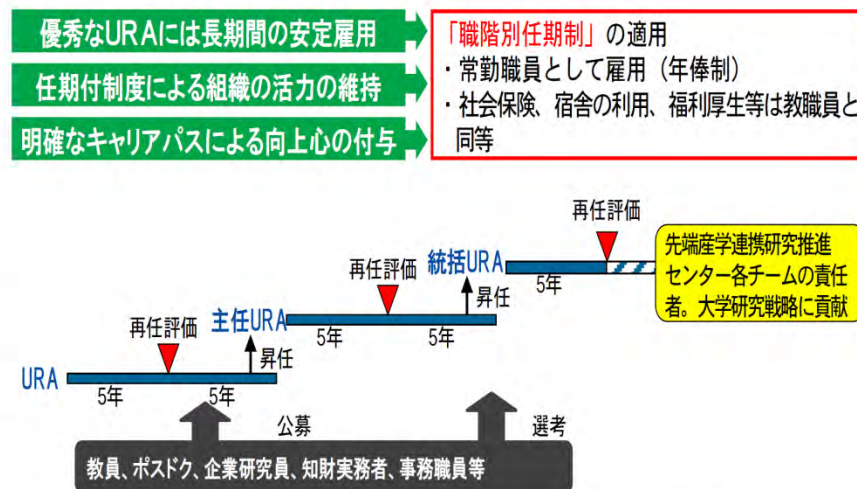 優秀なURAには長期間の安定雇用
任期付制度による組織の活力の維持
明確なキャリアパスによる向上心の付与
「職階別任期制」の適用
・常勤職員として雇用（年俸制）
・社会保険、宿舎の利用、福利厚生等は教職員と
同等
再任評価
先端産学連携研究推進
センター各チームの責任
者。大学研究戦略に貢献
再任評価
統括URA
昇任
5年
再任評価
主任URA
昇任
5年
5年
URA
5年
5年
公募
選考
教員、ポスドク、企業研究員、知財実務者、事務職員等